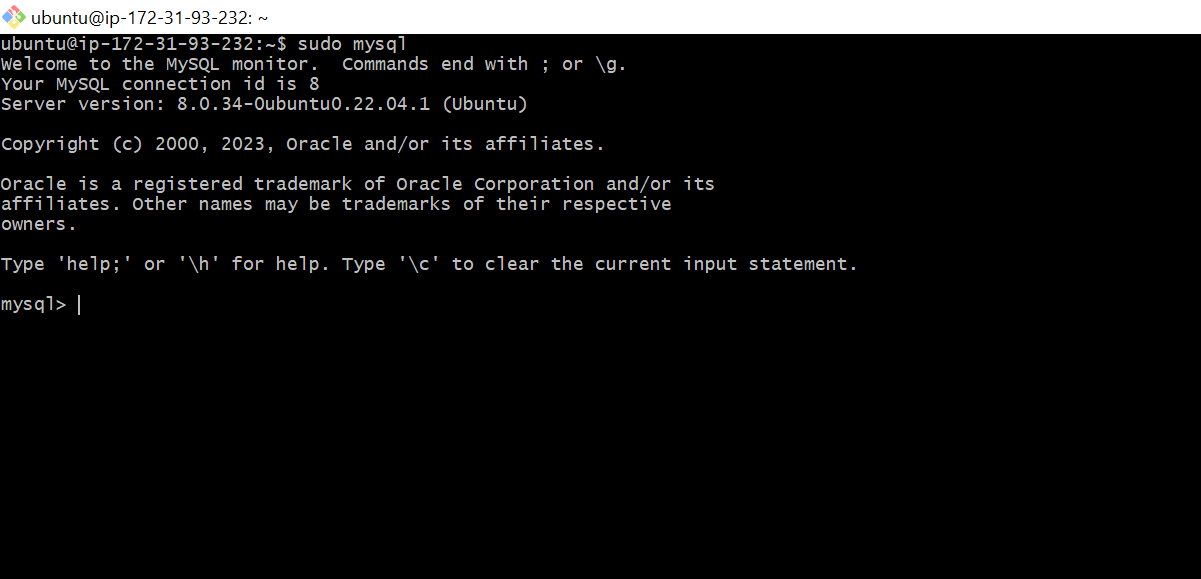 ubuntu@ip-172-31-93-232: ~
ubuntu@ip-172-31-93-232:~$ sudo mysql
Welcome to the MySQL monitor.  Commands end with ; or \g.
Your MySQL connection id is 8
Server version: 8.0.34-0ubuntu0.22.04.1 (Ubuntu)
Copyright (c) 2000, 2023, Oracle and/or its affiliates.
Oracle is a registered trademark of Oracle Corporation and/or its
affiliates. Other names may be trademarks of their respective
owners.
Type 'help;' or '\h' for help. Type '\c' to clear the current input statement.
mysql>